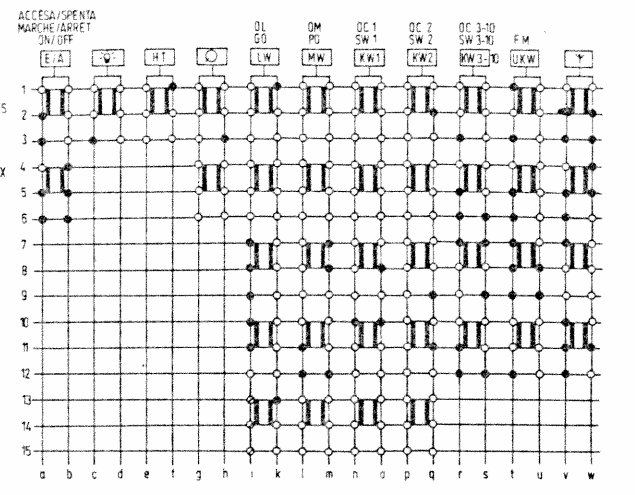 ACCESA/SPENTA
MARCHE/ARRET
ON/OFF
OL OM OC 1 OC 2 OC 3-10
GO PO SW 1 SW 2 SW 3-10 FM
E/A HT LW MW KW1 KW2 KW3-10 UKW
1
2
S
3
4
X
5
6
7
8
9
10
11
12
13
14
15
a b c d e f g h i k l m n o p q r s t u v w